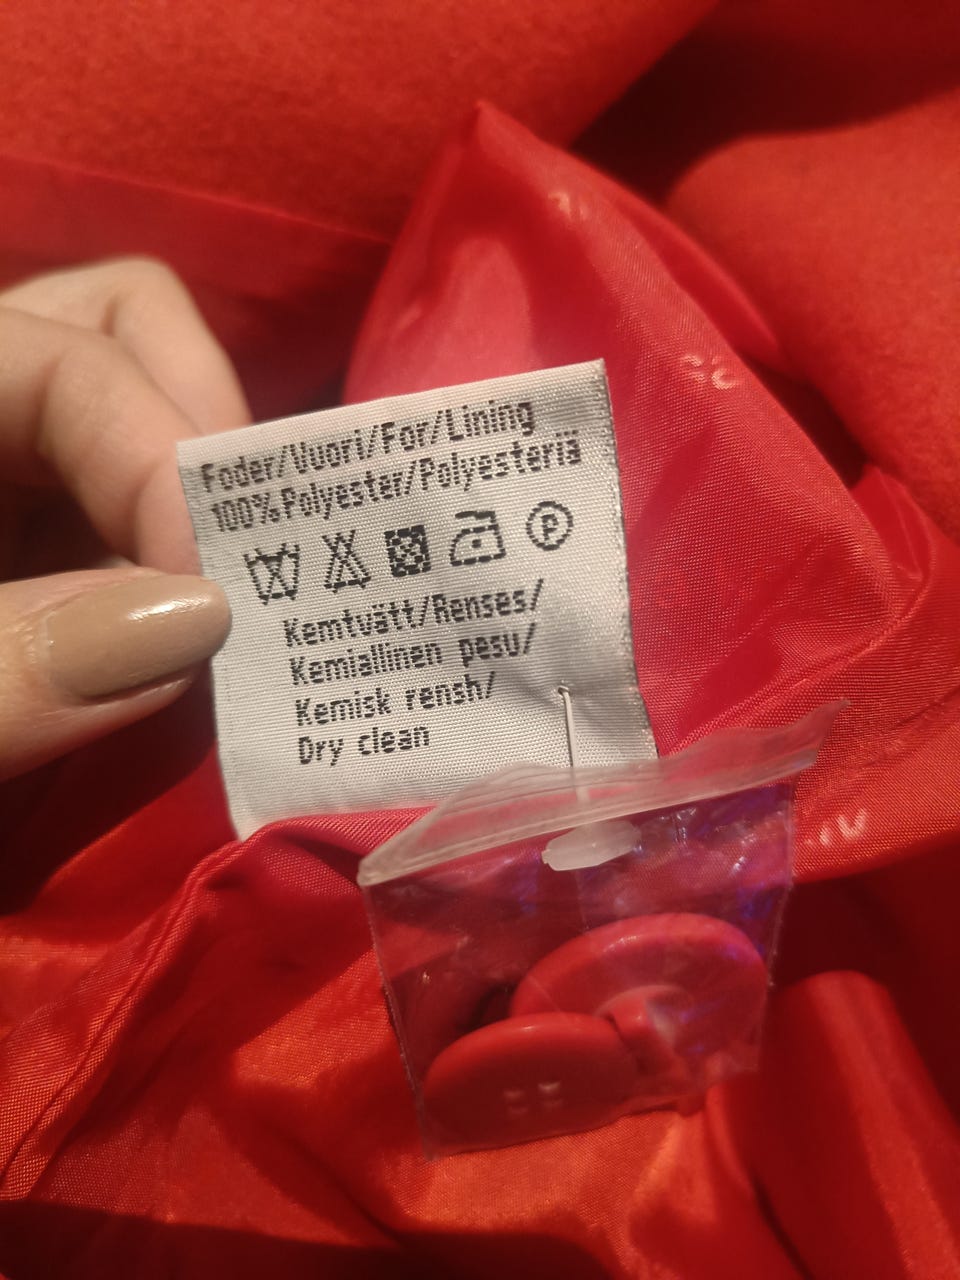 Foder/Vuori/For/Lining
100% Polyester/Polyesteriä
P
Kemtvätt/Renses/
Kemiallinen pesu/
Kemisk rensh/
Dry clean